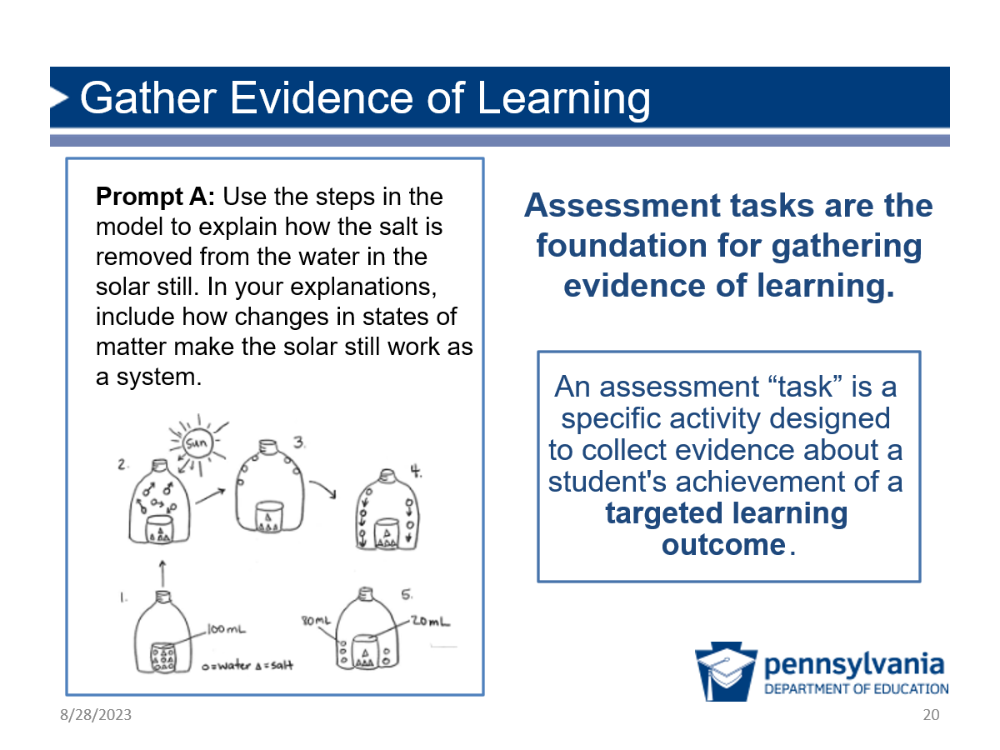 Gather Evidence of Learning
Prompt A: Use the steps in the
model to explain how the salt is
removed from the water in the
solar still. In your explanations,
include how changes in states of
matter make the solar still work as
a system.
Sun
2.
3.
4.
1.
100mL
o=water Δ=salt
5.
80mL
20mL
Assessment tasks are the
foundation for gathering
evidence of learning.
An assessment “task” is a
specific activity designed
to collect evidence about a
student's achievement of a
targeted learning
outcome.
pennsylvania
DEPARTMENT OF EDUCATION
8/28/2023
20